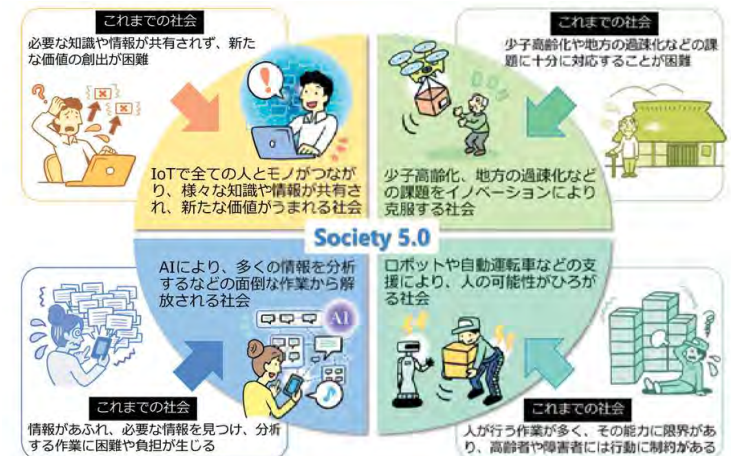 これまでの社会
必要な知識や情報が共有されず、新た
な価値の創出が困難
これまでの社会
少子高齢化や地方の過疎化などの課
題に十分に対応することが困難
IoTで全ての人とモノがつなが
り、様々な知識や情報が共有さ
れ、新たな価値がうまれる社会
少子高齢化、地方の過疎化など
の課題をイノベーションにより
克服する社会
Society 5.0
AIにより、多くの情報を分析
するなどの面倒な作業から解
放される社会
ロボットや自動運転車などの支
援により、人の可能性がひろが
る社会
AI
これまでの社会
情報があふれ、必要な情報を見つけ、分析
する作業に困難や負担が生じる
これまでの社会
人が行う作業が多く、その能力に限界があ
り、高齢者や障害者には行動に制約がある